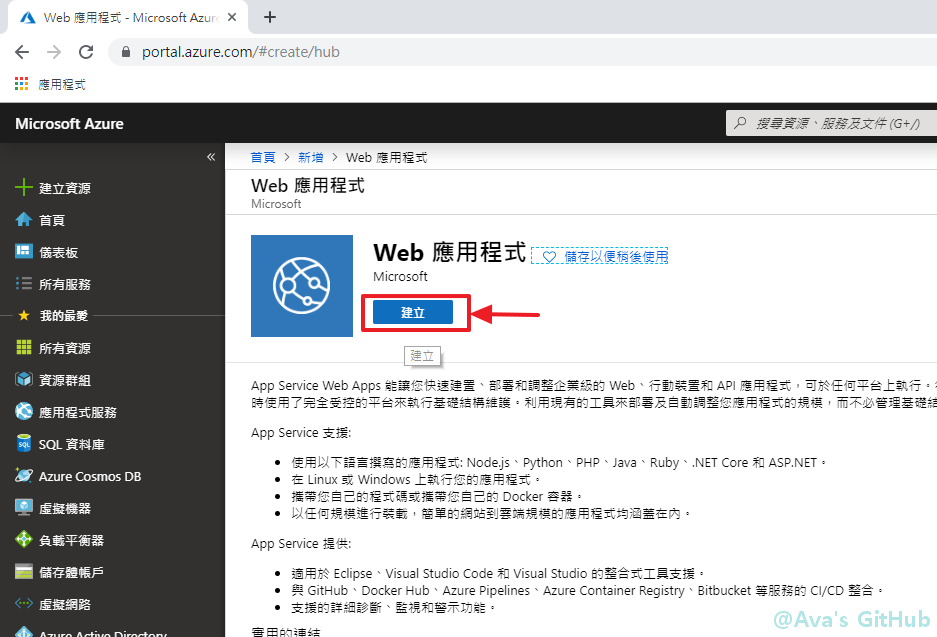 Web 應用程式 - Microsoft Azur
portal.azure.com/#create/hub
應用程式
Microsoft Azure
搜尋資源、服務及文件 (G+/)
«
建立資源
首頁
儀表板
所有服務
我的最愛
所有資源
資源群組
應用程式服務
SQL 資料庫
Azure Cosmos DB
虛擬機器
負載平衡器
儲存體帳戶
虛擬網路
Azure Active Directory
首頁 > 新增 > Web 應用程式
Web 應用程式
Microsoft
Web 應用程式
儲存以便稍後使用
Microsoft
建立
建立
App Service Web Apps 能讓您快速建置、部署和調整企業級的 Web、行動裝置和 API 應用程式，可於任何平台上執行。
時使用了完全受控的平台來執行基礎結構維護。利用現有的工具來部署及自動調整您應用程式的規模，而不必管理基礎結
App Service 支援:
• 使用以下語言撰寫的應用程式: Node.js、Python、PHP、Java、Ruby、.NET Core 和 ASP.NET。
• 在 Linux 或 Windows 上執行您的應用程式。
• 攜帶您自己的程式碼或攜帶您自己的 Docker 容器。
• 以任何規模進行裝載，簡單的網站到雲端規模的應用程式均涵蓋在內。
App Service 提供:
• 適用於 Eclipse、Visual Studio Code 和 Visual Studio 的整合式工具支援。
• 與 GitHub、Docker Hub、Azure Pipelines、Azure Container Registry、Bitbucket 等服務的 CI/CD 整合。
• 支援的詳細診斷、監視和警示功能。
實用的連結
@Ava's GitHub